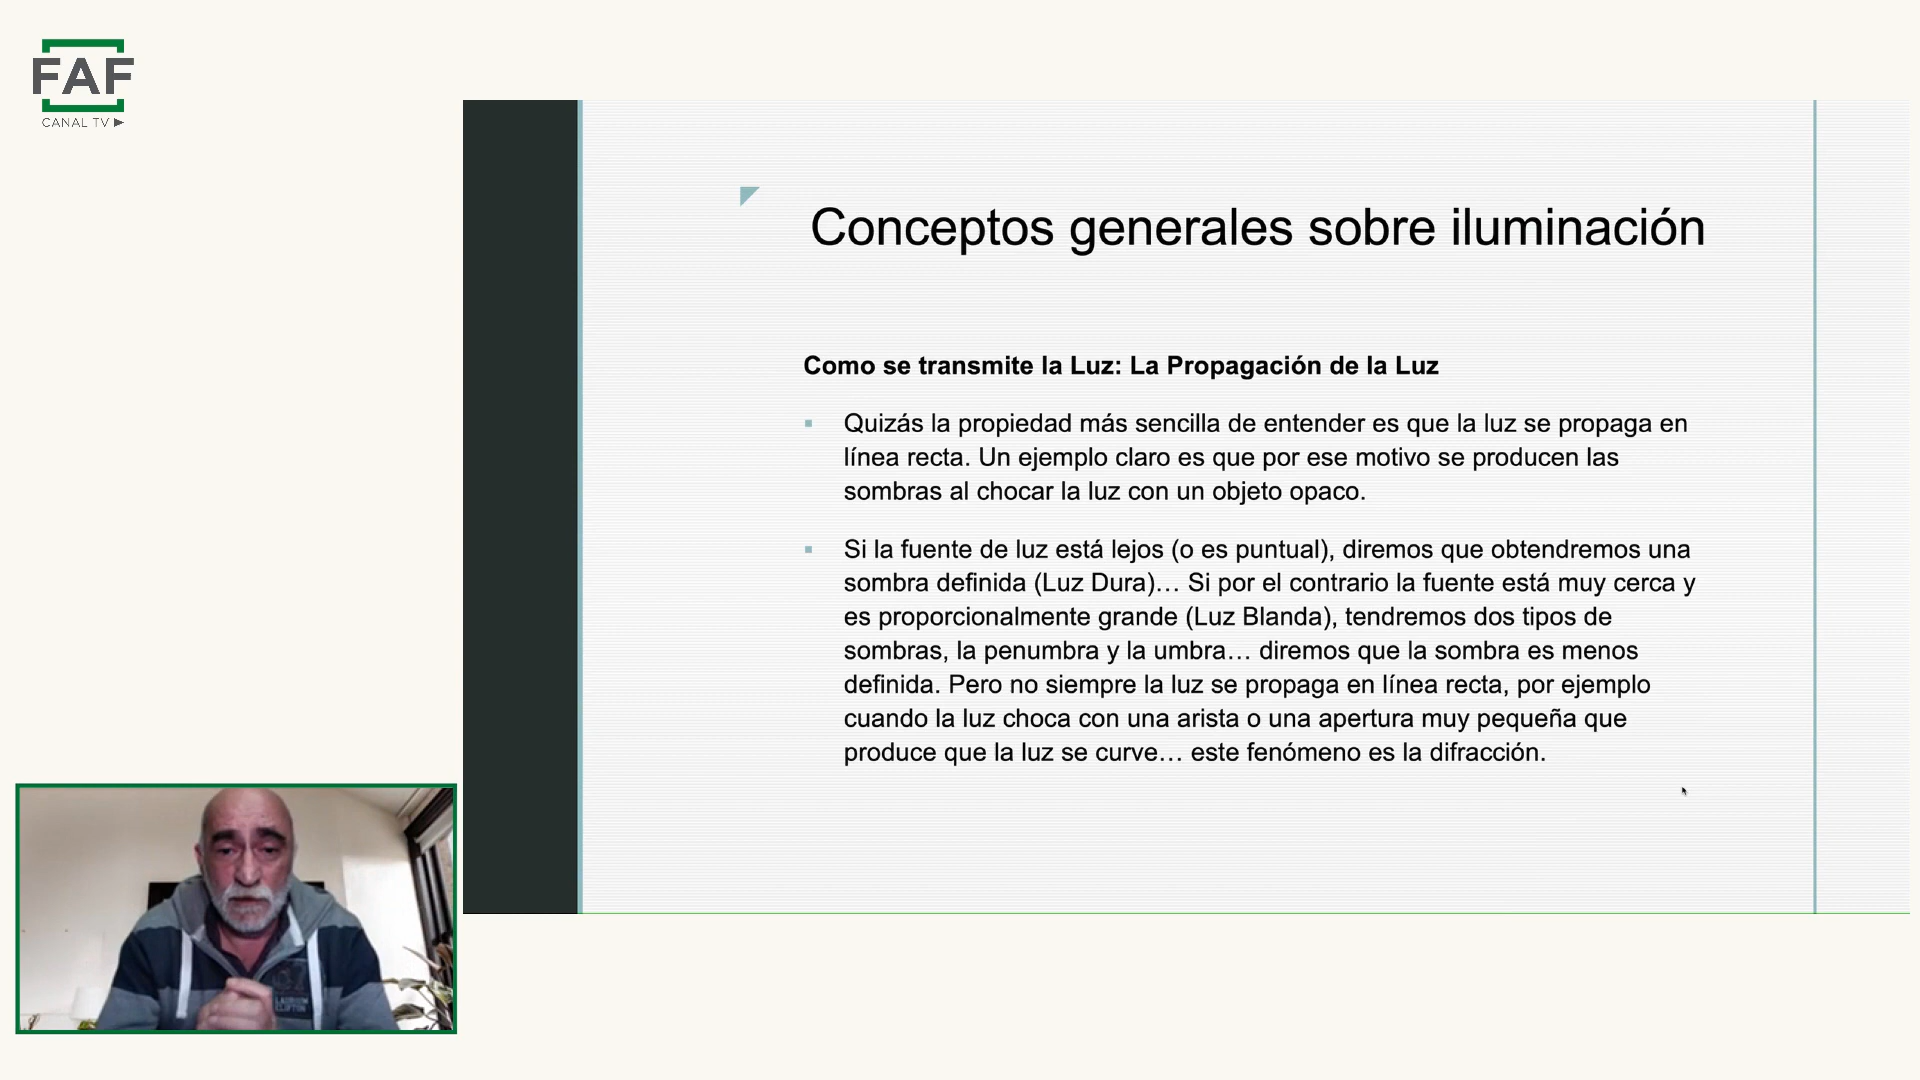 FAF
CANAL TV
Conceptos generales sobre iluminación
Como se transmite la Luz: La Propagación de la Luz
Quizás la propiedad más sencilla de entender es que la luz se propaga en
línea recta. Un ejemplo claro es que por ese motivo se producen las
sombras al chocar la luz con un objeto opaco.
Si la fuente de luz está lejos (o es puntual), diremos que obtendremos una
sombra definida (Luz Dura)… Si por el contrario la fuente está muy cerca y
es proporcionalmente grande (Luz Blanda), tendremos dos tipos de
sombras, la penumbra y la umbra… diremos que la sombra es menos
definida. Pero no siempre la luz se propaga en línea recta, por ejemplo
cuando la luz choca con una arista o una apertura muy pequeña que
produce que la luz se curve… este fenómeno es la difracción.